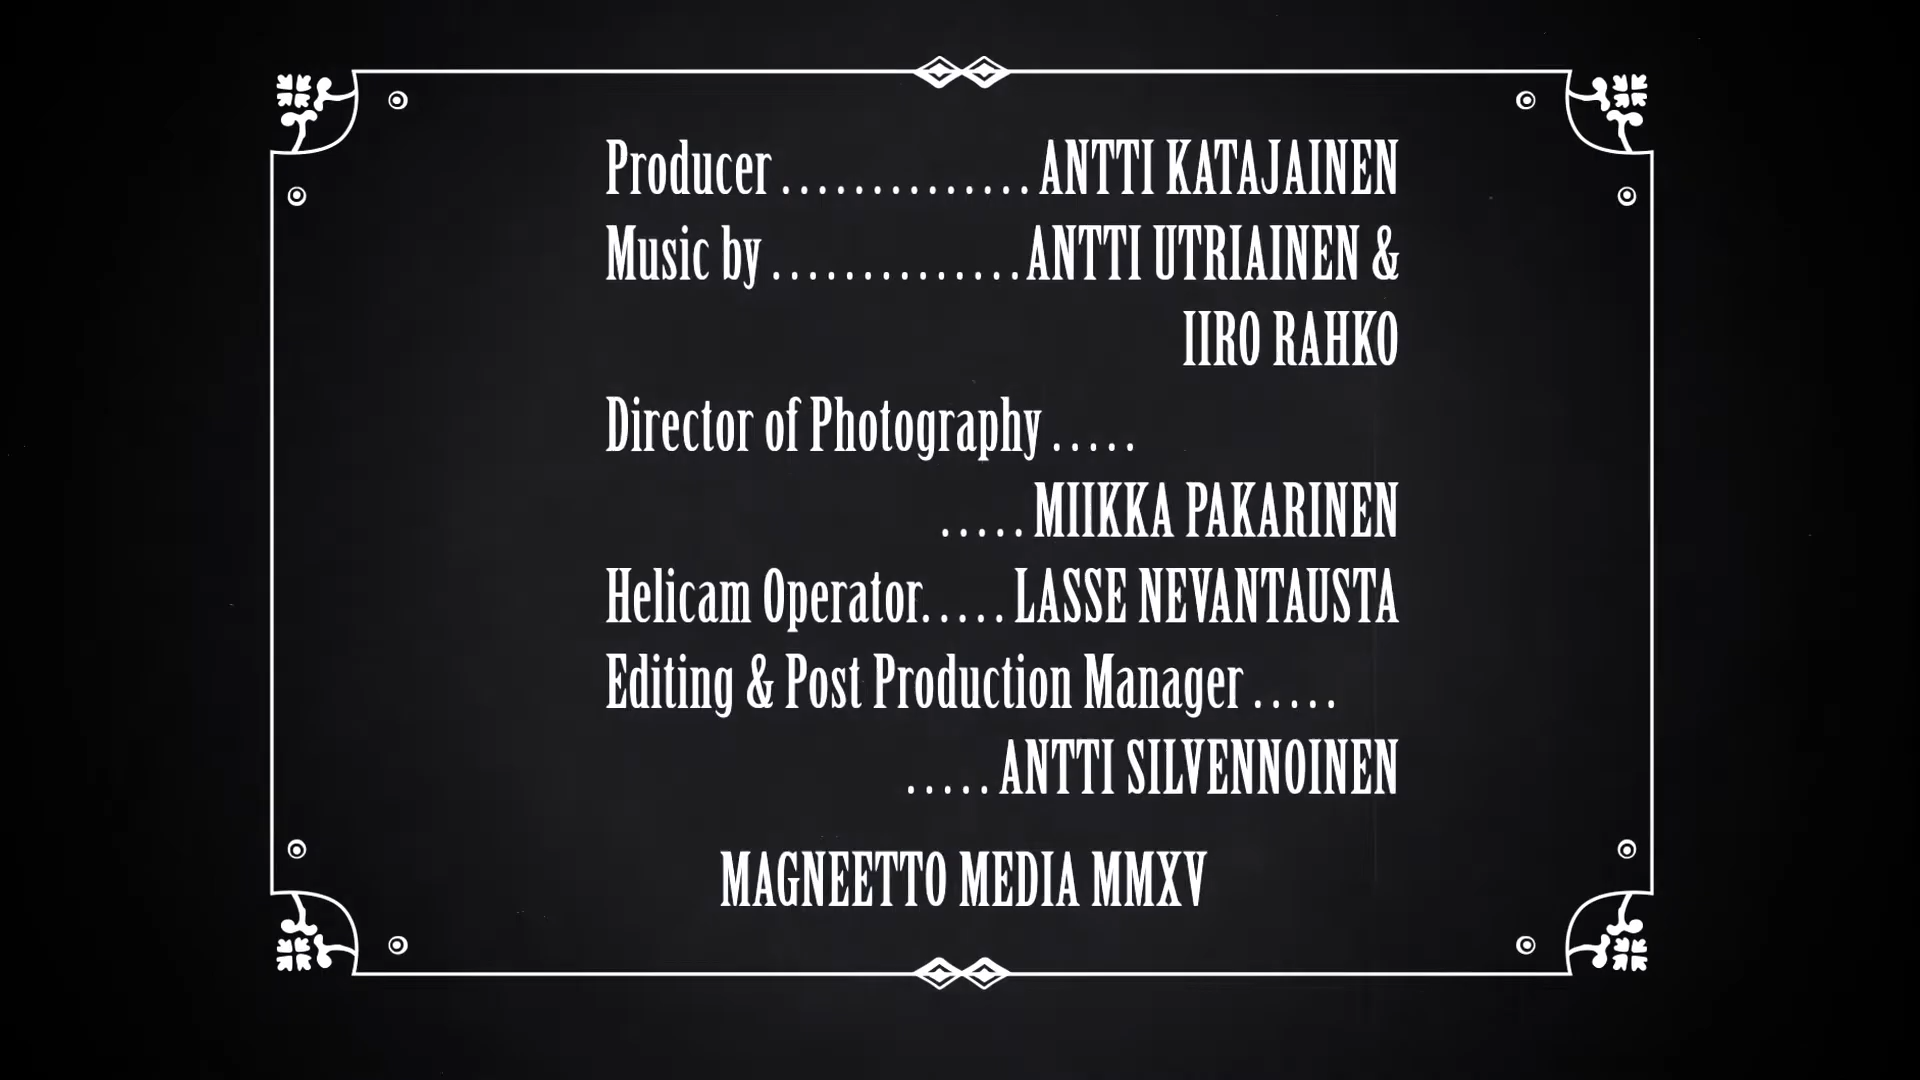 Producer . . . . . . . . . . . . . . ANTTI KATAJAINEN
Music by . . . . . . . . . . . . . . ANTTI UTRIAINEN &
IIRO RAHKO
Director of Photography . . . . .
. . . . . MIIKKA PAKARINEN
Helicam Operator. . . . . LASSE NEVANTAUSTA
Editing & Post Production Manager . . . . .
. . . . . ANTTI SILVENNOINEN
MAGNEETTO MEDIA MMXV